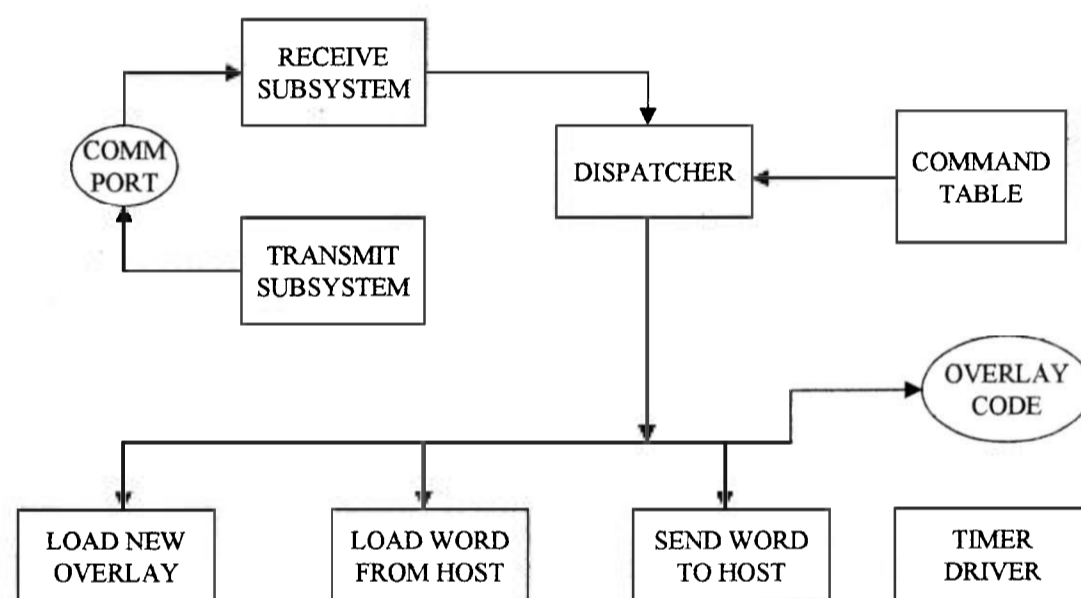 RECEIVE
SUBSYSTEM
COMM
PORT
DISPATCHER
COMMAND
TABLE
TRANSMIT
SUBSYSTEM
OVERLAY
CODE
LOAD NEW
OVERLAY
LOAD WORD
FROM HOST
SEND WORD
TO HOST
TIMER
DRIVER